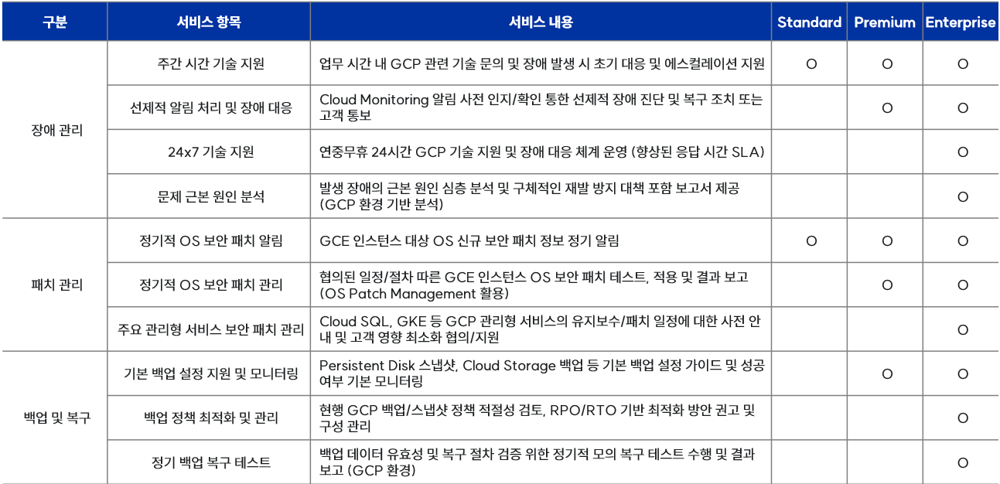 구분 서비스 항목 서비스 내용 Standard Premium Enterprise
장애 관리
주간 시간 기술 지원 업무 시간 내 GCP 관련 기술 문의 및 장애 발생 시 초기 대응 및 에스컬레이션 지원 O O O
선제적 알림 처리 및 장애 대응 Cloud Monitoring 알림 사전 인지/확인 통한 선제적 장애 진단 및 복구 조치 또는
고객 통보 O O
24x7 기술 지원 연중무휴 24시간 GCP 기술 지원 및 장애 대응 체계 운영 (향상된 응답 시간 SLA) O
문제 근본 원인 분석 발생 장애의 근본 원인 심층 분석 및 구체적인 재발 방지 대책 포함 보고서 제공
(GCP 환경 기반 분석) O
패치 관리
정기적 OS 보안 패치 알림 GCE 인스턴스 대상 OS 신규 보안 패치 정보 정기 알림 O O O
정기적 OS 보안 패치 관리 협의된 일정/절차 따른 GCE 인스턴스 OS 보안 패치 테스트, 적용 및 결과 보고
(OS Patch Management 활용) O O
주요 관리형 서비스 보안 패치 관리 Cloud SQL, GKE 등 GCP 관리형 서비스의 유지보수/패치 일정에 대한 사전 안
내 및 고객 영향 최소화 협의/지원 O
백업 및 복구
기본 백업 설정 지원 및 모니터링 Persistent Disk 스냅샷, Cloud Storage 백업 등 기본 백업 설정 가이드 및 성공
여부 기본 모니터링 O O
백업 정책 최적화 및 관리 현행 GCP 백업/스냅샷 정책 적절성 검토, RPO/RTO 기반 최적화 방안 권고 및
구성 관리 O
정기 백업 복구 테스트 백업 데이터 유효성 및 복구 절차 검증 위한 정기적 모의 복구 테스트 수행 및 결과
보고 (GCP 환경) O